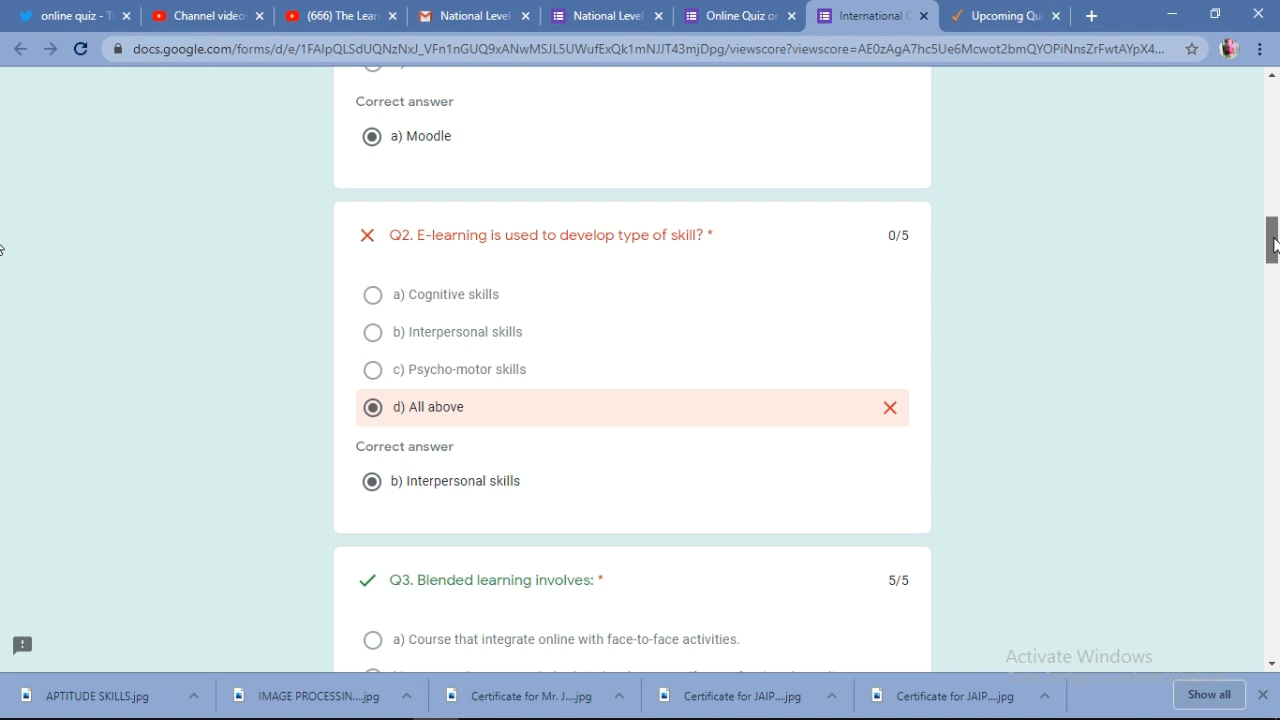 online quiz - T
Channel video
(666) The Lear
National Level
National Level
Online Quiz or
International C
Upcoming Qu
docs.google.com/forms/d/e/1FAIpQLSdUQNzNxJ_VFn1nGUQ9xANwMSJL5UWufExQk1mNJJT43mjDpg/viewscore?viewscore=AE0zAgA7hc5Ue6Mcwot2bmQYOPiNnsZrFwtAYpX4...
Correct answer
a) Moodle
Q2. E-learning is used to develop type of skill? *
0/5
a) Cognitive skills
b) Interpersonal skills
c) Psycho-motor skills
d) All above
Correct answer
b) Interpersonal skills
Q3. Blended learning involves: *
5/5
a) Course that integrate online with face-to-face activities.
Activate Windows
APTITUDE SKILLS.jpg
IMAGE PROCESSIN....jpg
Certificate for Mr. J....jpg
Certificate for JAIP....jpg
Certificate for JAIP....jpg
Show all